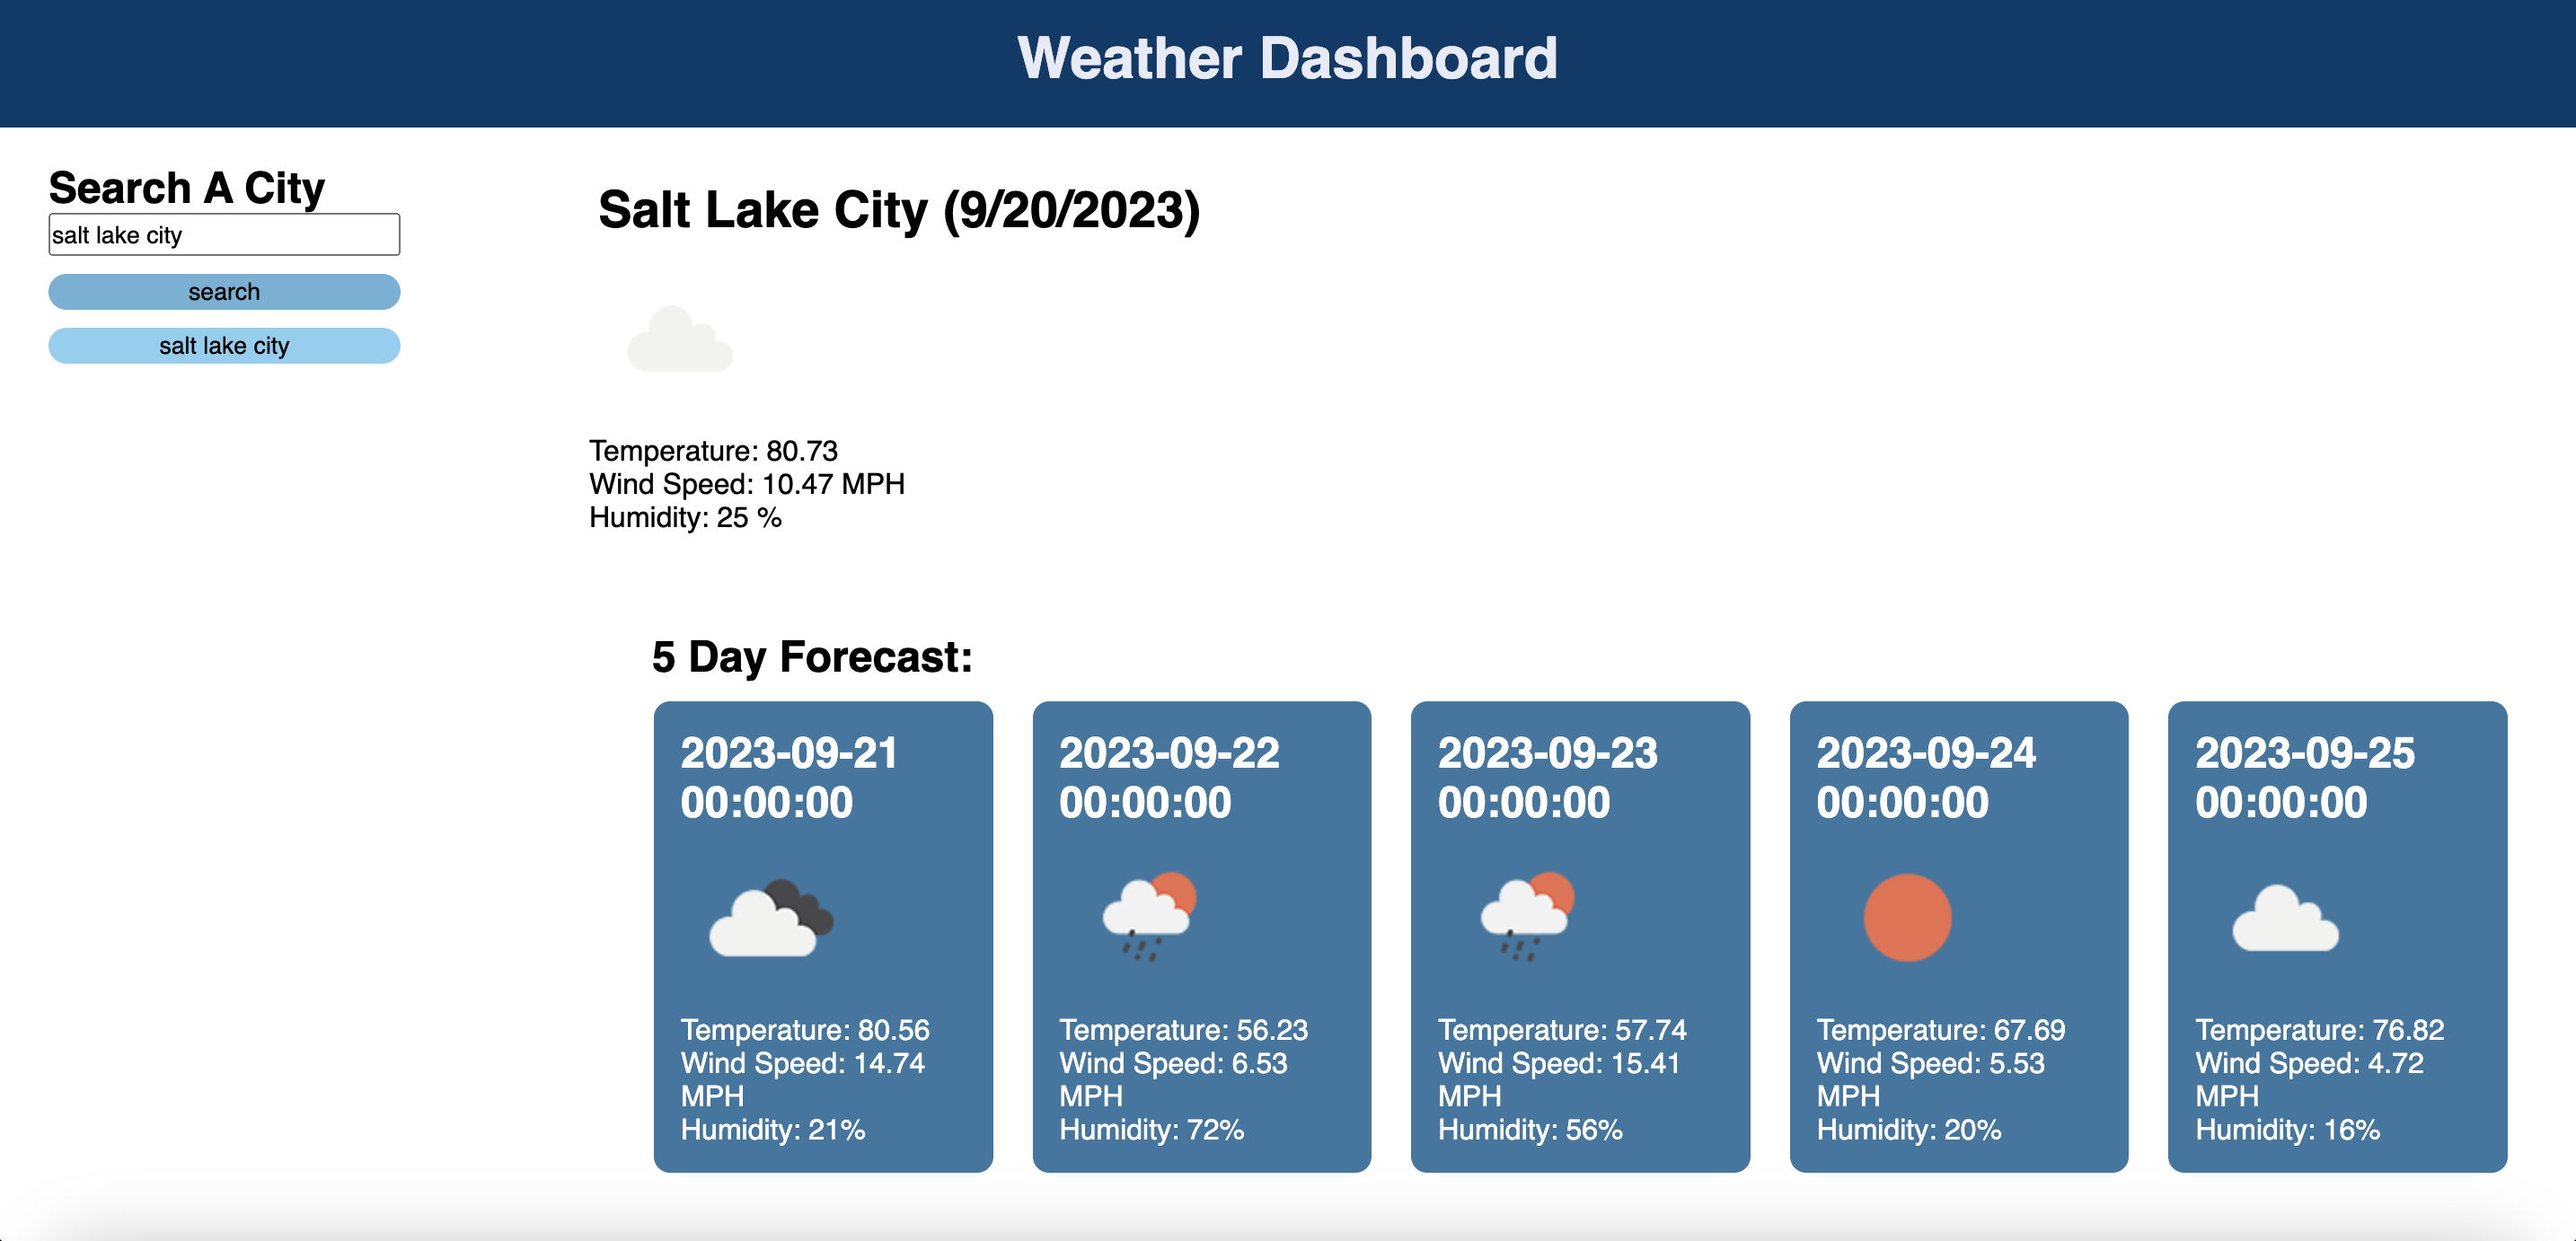 Weather Dashboard
Search A City
salt lake city
search
salt lake city
Salt Lake City (9/20/2023)
Temperature: 80.73
Wind Speed: 10.47 MPH
Humidity: 25 %
5 Day Forecast:
2023-09-21
00:00:00
Temperature: 80.56
Wind Speed: 14.74
MPH
Humidity: 21%
2023-09-22
00:00:00
Temperature: 56.23
Wind Speed: 6.53
MPH
Humidity: 72%
2023-09-23
00:00:00
Temperature: 57.74
Wind Speed: 15.41
MPH
Humidity: 56%
2023-09-24
00:00:00
Temperature: 67.69
Wind Speed: 5.53
MPH
Humidity: 20%
2023-09-25
00:00:00
Temperature: 76.82
Wind Speed: 4.72
MPH
Humidity: 16%